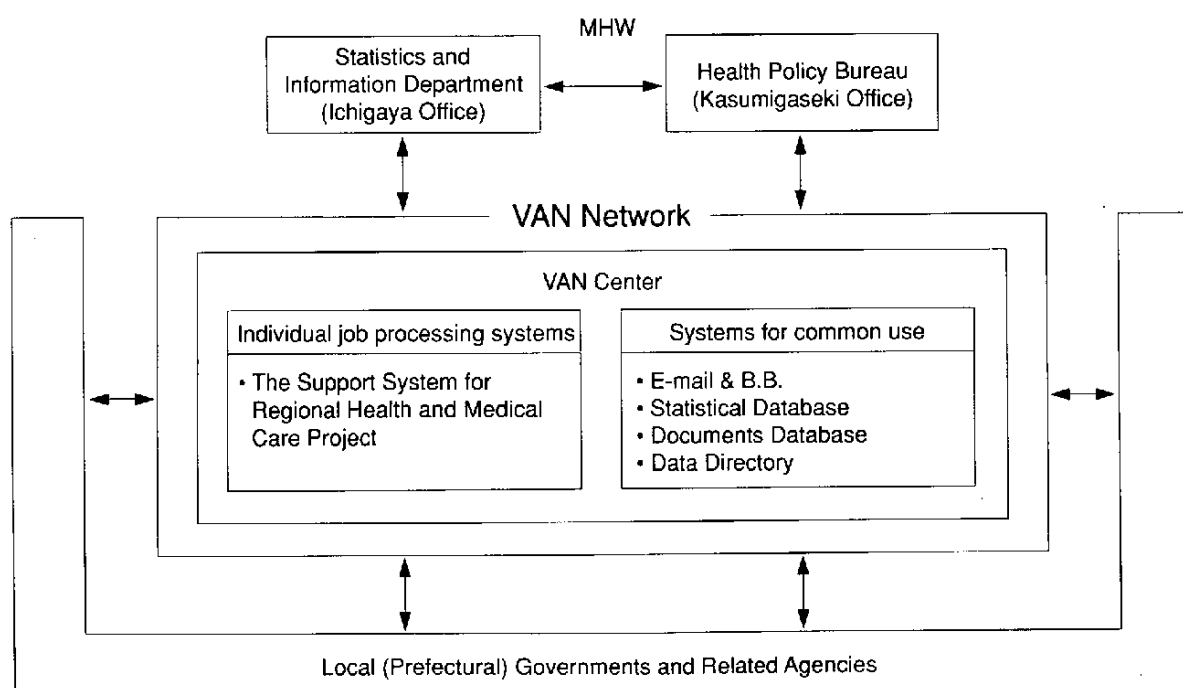 MHW
Statistics and
Information Department
(Ichigaya Office)
Health Policy Bureau
(Kasumigaseki Office)
VAN Network
VAN Center
Individual job processing systems
• The Support System for
Regional Health and Medical
Care Project
Systems for common use
• E-mail & B.B.
• Statistical Database
• Documents Database
• Data Directory
Local (Prefectural) Governments and Related Agencies